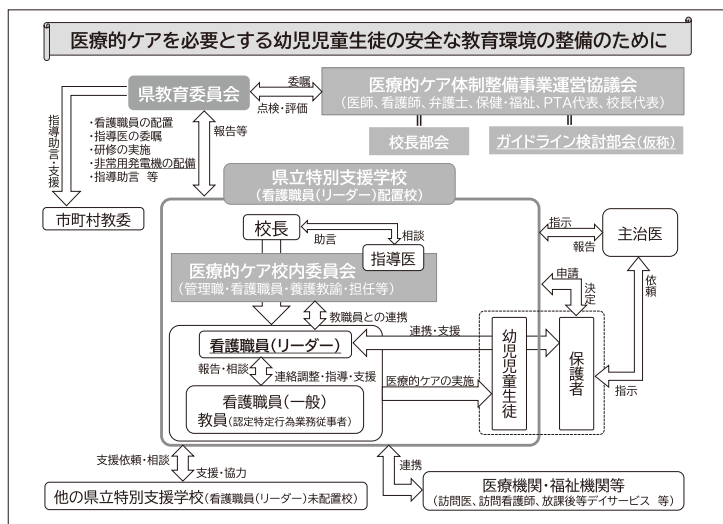 医療的ケアを必要とする幼児児童生徒の安全な教育環境の整備のために
県教育委員会
委嘱
点検・評価
医療的ケア体制整備事業運営協議会
(医師、看護師、弁護士、保健・福祉、PTA代表、校長代表)
校長部会
ガイドライン検討部会(仮称)
指導助言・支援
・看護職員の配置
・指導医の委嘱
・研修の実施
・非常用発電機の配備
・指導助言 等
報告等
市町村教委
県立特別支援学校
(看護職員(リーダー)配置校)
校長
助言
相談
指導医
医療的ケア校内委員会
(管理職・看護職員・養護教諭・担任等)
教職員との連携
指示
報告
主治医
申請
決定
依頼
指示
看護職員(リーダー)
連携・支援
報告・相談
連絡調整・指導・支援
看護職員(一般)
教員(認定特定行為業務従事者)
医療的ケアの実施
幼児児童生徒
保護者
支援依頼・相談
支援・協力
連携
他の県立特別支援学校(看護職員(リーダー)未配置校)
医療機関・福祉機関等
(訪問医、訪問看護師、放課後等デイサービス 等)